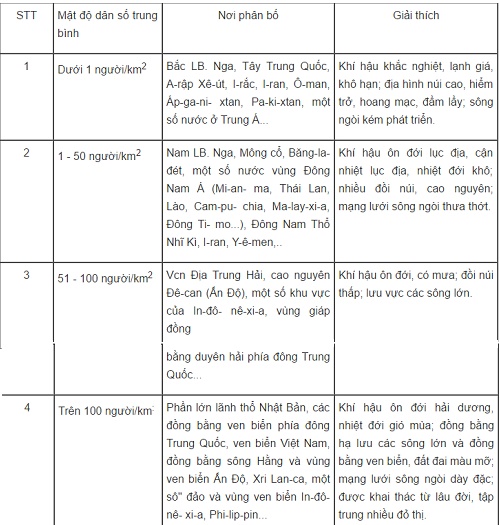 STT
Mật độ dân số trung
bình
Nơi phân bố
Giải thích
1
Dưới 1 người/km2
Bắc LB. Nga, Tây Trung Quốc,
A-rập Xê-út, I-rắc, I-ran, Ô-man,
Áp-ga-ni- xtan, Pa-ki-xtan, một
số nước ở Trung Á...
Khí hậu khắc nghiệt, lạnh giá,
khô hạn; địa hình núi cao, hiểm
trở, hoang mạc, đầm lầy; sông
ngòi kém phát triển.
2
1 - 50 người/km2
Nam LB. Nga, Mông cổ, Băng-la-
đét, một số nước vùng Đông
Nam Á (Mi-an- ma, Thái Lan,
Lào, Cam-pu- chia, Ma-lay-xi-a,
Đông Ti- mo...), Đông Nam Thổ
Nhĩ Kì, I-ran, Y-ê-men,..
Khí hậu ôn đới lục địa, cận
nhiệt lục địa, nhiệt đới khô;
nhiều đồi núi, cao nguyên;
mạng lưới sông ngòi thưa thớt.
3
51 - 100 người/km2
Vcn Địa Trung Hải, cao nguyên
Đê-can (Ấn Độ), một số khu vực
của In-đô- nê-xi-a, vùng giáp
đồng
bằng duyên hải phía đông Trung
Quốc...
Khí hậu ôn đới, có mưa; đồi núi
thấp; lưu vực các sông lớn.
4
Trên 100 người/km2
Phần lớn lãnh thổ Nhật Bản, các
đồng bằng ven biển phía đông
Trung Quốc, ven biển Việt Nam,
đồng bằng sông Hằng và vùng
ven biển Ấn Độ, Xri Lan-ca, một
sô" đảo và vùng ven biển In-đô-
nê- xi-a, Phi-lip-pin...
Khí hậu ôn đới hải dương,
nhiệt đới gió mùa; đồng bằng
hạ lưu các sông lớn và đồng
bằng ven biển, đất đai màu mỡ;
mạng lưới sông ngòi dày đặc;
được khai thác từ lâu đời, tập
trung nhiều đô thị.